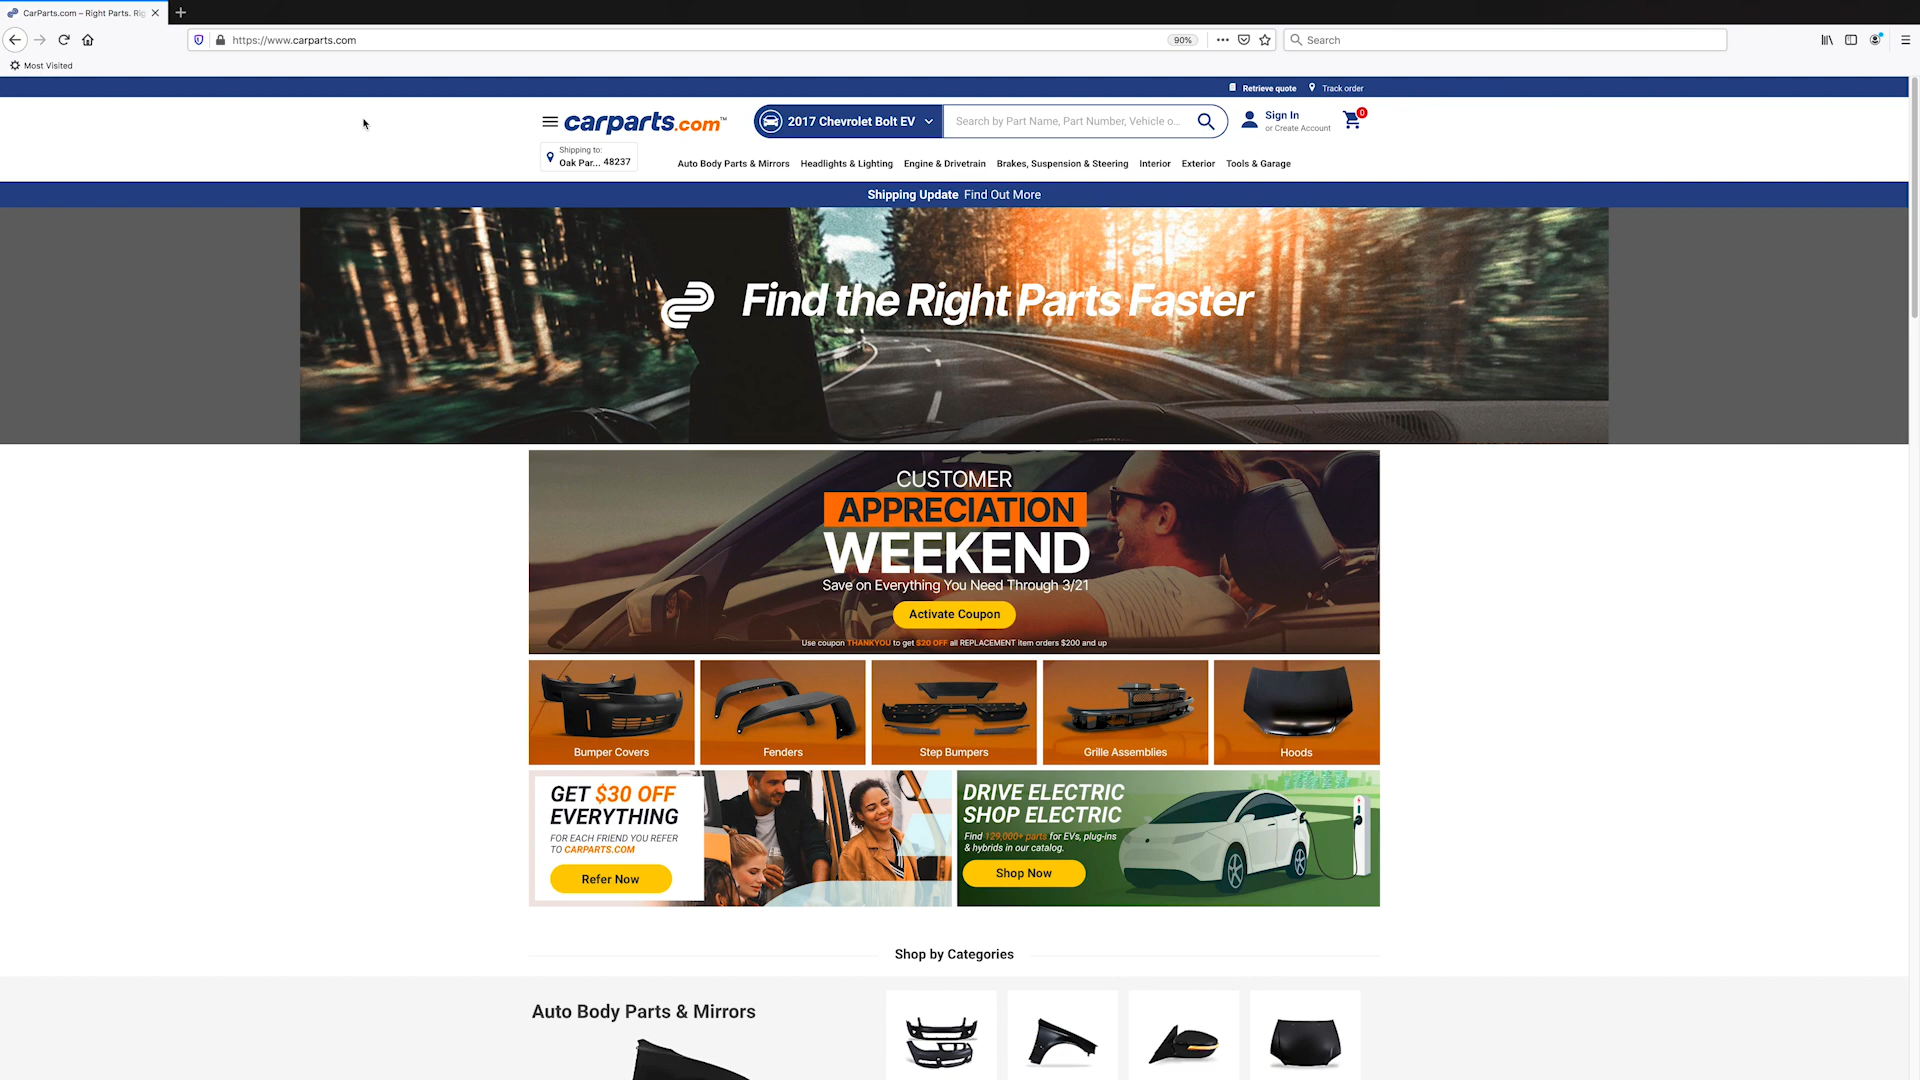 CarParts.com – Right Parts. Rig
https://www.carparts.com
90%
Search
Most Visited
Retrieve quote
Track order
carparts.com™
2017 Chevrolet Bolt EV
Search by Part Name, Part Number, Vehicle o...
Sign In
or Create Account
0
Shipping to:
Oak Par... 48237
Auto Body Parts & Mirrors
Headlights & Lighting
Engine & Drivetrain
Brakes, Suspension & Steering
Interior
Exterior
Tools & Garage
Shipping Update Find Out More
Find the Right Parts Faster
CUSTOMER
APPRECIATION
WEEKEND
Save on Everything You Need Through 3/21
Activate Coupon
Use coupon THANKYOU to get $20 OFF all REPLACEMENT item orders $200 and up
Bumper Covers
Fenders
Step Bumpers
Grille Assemblies
Hoods
GET $30 OFF
EVERYTHING
FOR EACH FRIEND YOU REFER
TO CARPARTS.COM
Refer Now
DRIVE ELECTRIC
SHOP ELECTRIC
Find 129,000+ parts for EVs, plug-ins
& hybrids in our catalog.
Shop Now
Shop by Categories
Auto Body Parts & Mirrors